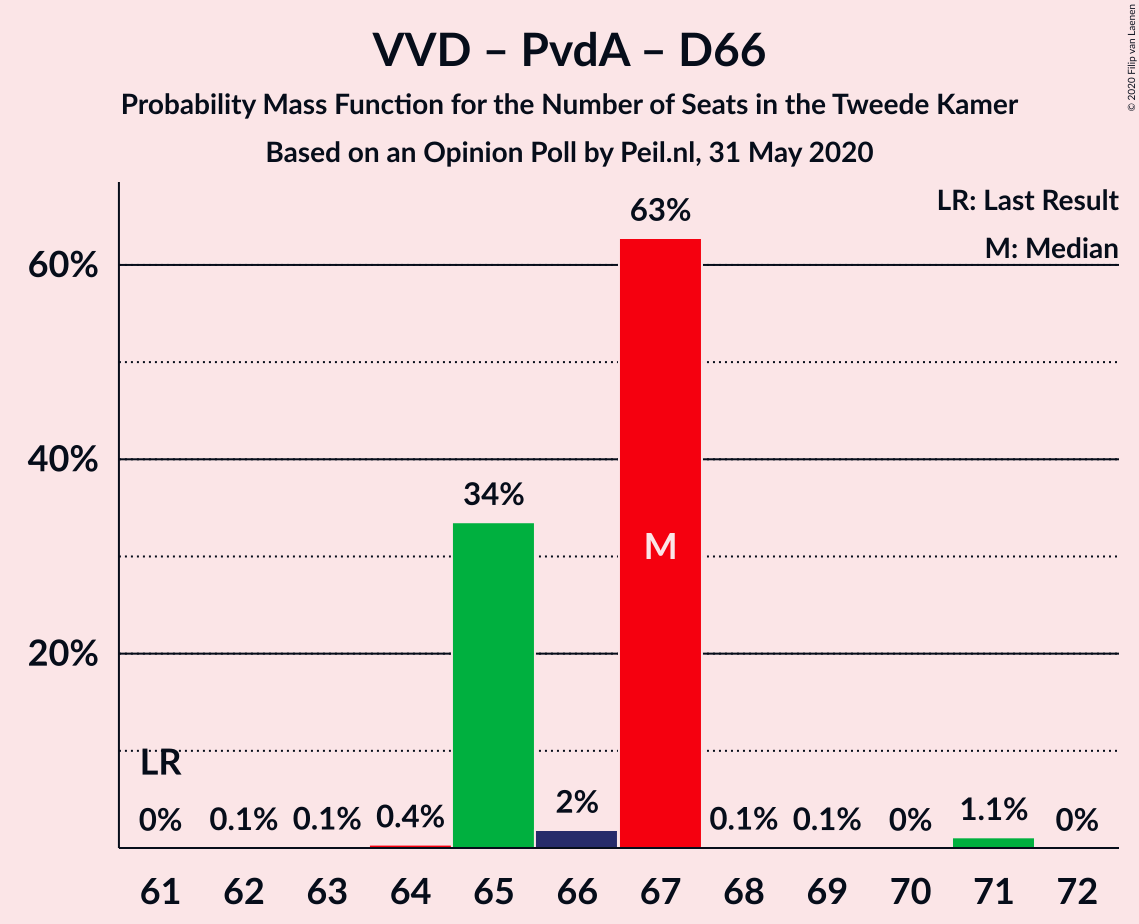 VVD – PvdA – D66
Probability Mass Function for the Number of Seats in the Tweede Kamer
Based on an Opinion Poll by Peil.nl, 31 May 2020
© 2020 Filip van Laenen
LR: Last Result
M: Median
60%
40%
20%
LR
0% 0.1% 0.1% 0.4% 34% 2% 63% 0.1% 0.1% 0% 1.1% 0%
M
61 62 63 64 65 66 67 68 69 70 71 72